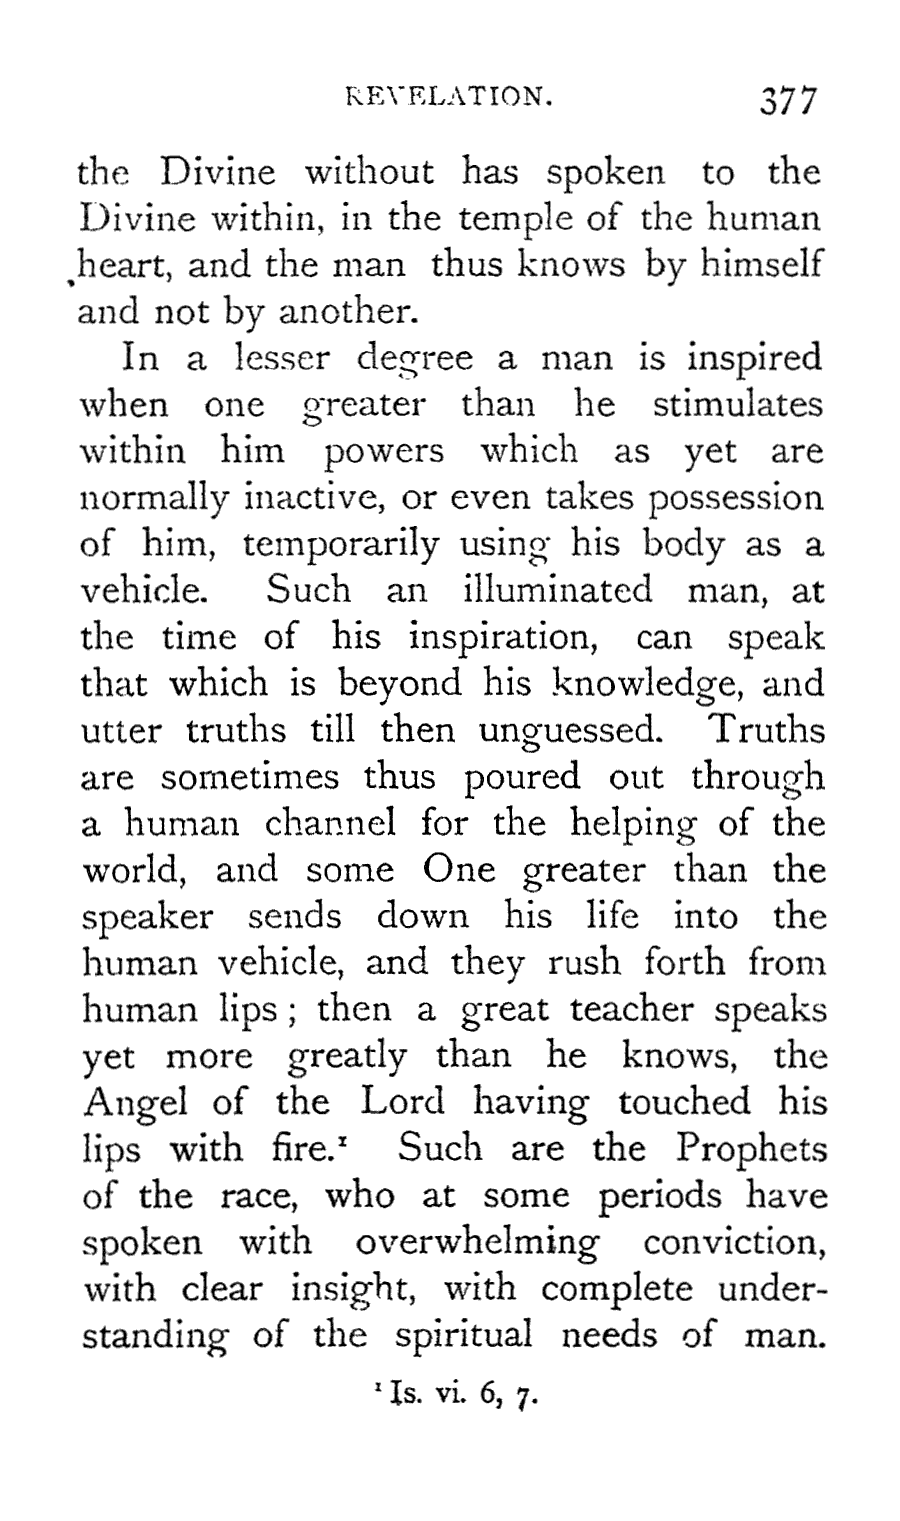 REVELATION. 377
the Divine without has spoken to the
Divine within, in the temple of the human
heart, and the man thus knows by himself
and not by another.
In a lesser degree a man is inspired
when one greater than he stimulates
within him powers which as yet are
normally inactive, or even takes possession
of him, temporarily using his body as a
vehicle. Such an illuminated man, at
the time of his inspiration, can speak
that which is beyond his knowledge, and
utter truths till then unguessed. Truths
are sometimes thus poured out through
a human channel for the helping of the
world, and some One greater than the
speaker sends down his life into the
human vehicle, and they rush forth from
human lips ; then a great teacher speaks
yet more greatly than he knows, the
Angel of the Lord having touched his
lips with fire.¹ Such are the Prophets
of the race, who at some periods have
spoken with overwhelming conviction,
with clear insight, with complete under-
standing of the spiritual needs of man.
¹ Is. vi. 6, 7.